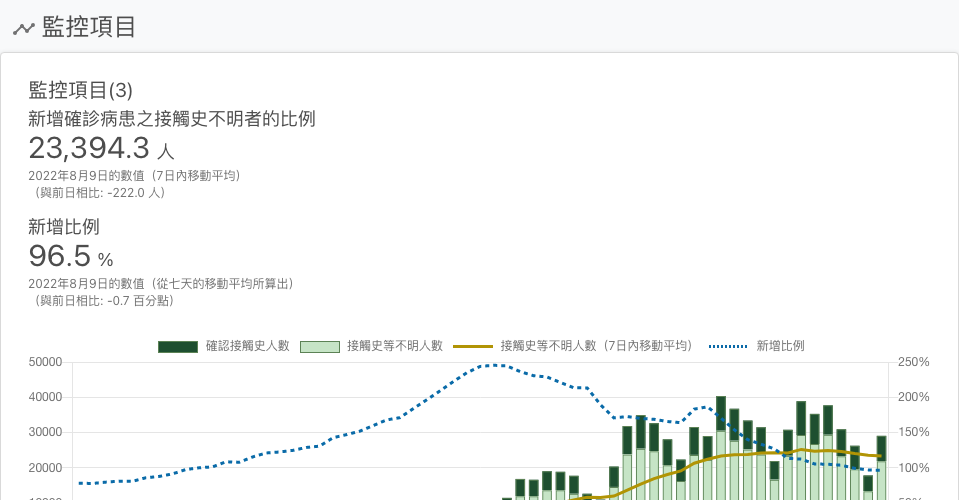 監控項目
監控項目(3)
新增確診病患之接觸史不明者的比例
23,394.3 人
2022年8月9日的數值（7日內移動平均）
（與前日相比: -222.0 人）
新增比例
96.5 %
2022年8月9日的數值（從七天的移動平均所算出）
（與前日相比: -0.7 百分點）
確認接觸史人數 接觸史等不明人數 接觸史等不明人數（7日內移動平均） 新增比例
50000 250%
40000 200%
30000 150%
20000 100%